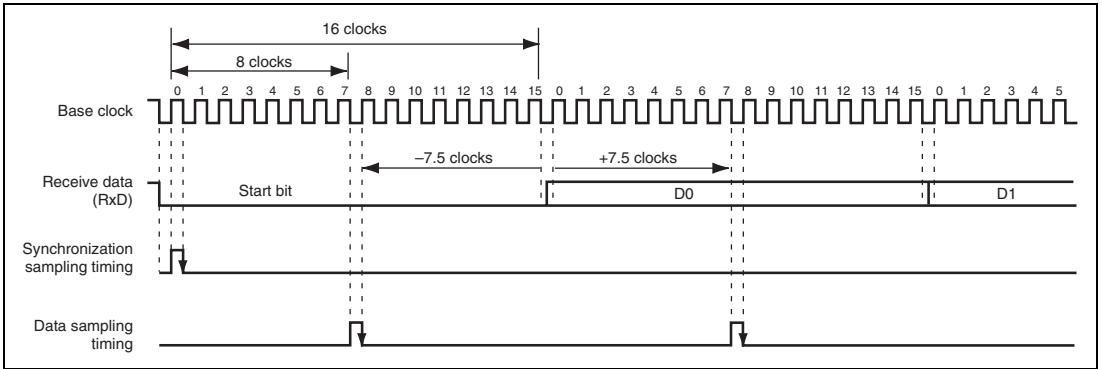 16 clocks
8 clocks
0 1 2 3 4 5 6 7 8 9 10 11 12 13 14 15 0 1 2 3 4 5 6 7 8 9 10 11 12 13 14 15 0 1 2 3 4 5
Base clock
–7.5 clocks +7.5 clocks
Receive data
(RxD)
Start bit D0 D1
Synchronization
sampling timing
Data sampling
timing